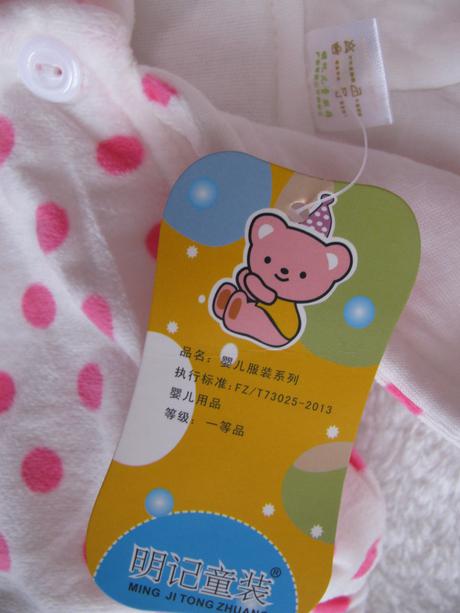 品名：婴儿服装系列
执行标准：FZ/T73025-2013
婴儿用品
等级：一等品
明记童装®
MING JI TONG ZHUANG